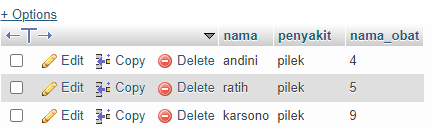 + Options
nama penyakit nama_obat
Edit Copy Delete andini pilek 4
Edit Copy Delete ratih pilek 5
Edit Copy Delete karsono pilek 9